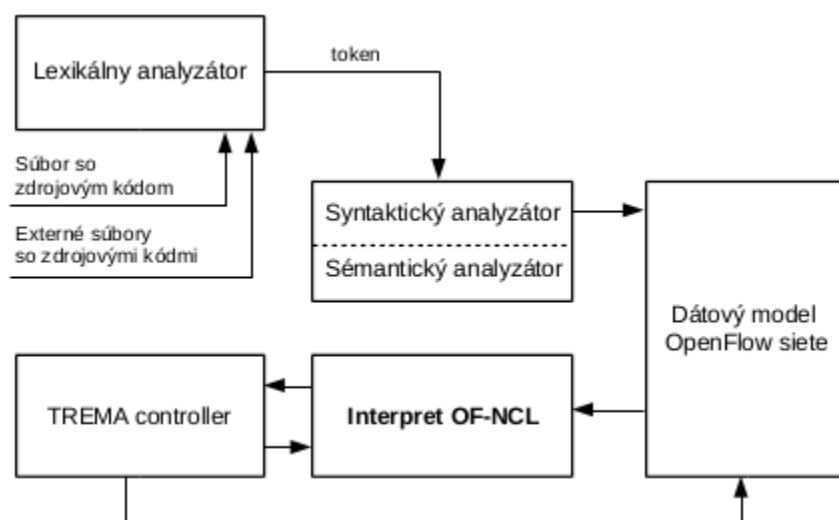 Lexikálny analyzátor
token
Súbor so
zdrojovým kódom
Externé súbory
so zdrojovými kódmi
Syntaktický analyzátor
Sémantický analyzátor
Dátový model
OpenFlow siete
TREMA controller
Interpret OF-NCL